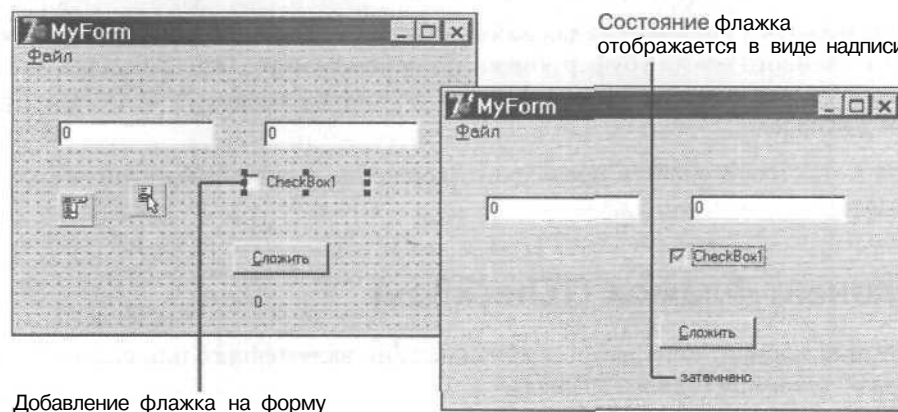 MyForm
Файл
0
0
CheckBox1
Сложить
0
Добавление флажка на форму
Состояние флажка
отображается в виде надписи
MyForm
Файл
0
0
CheckBox1
Сложить
затемнено